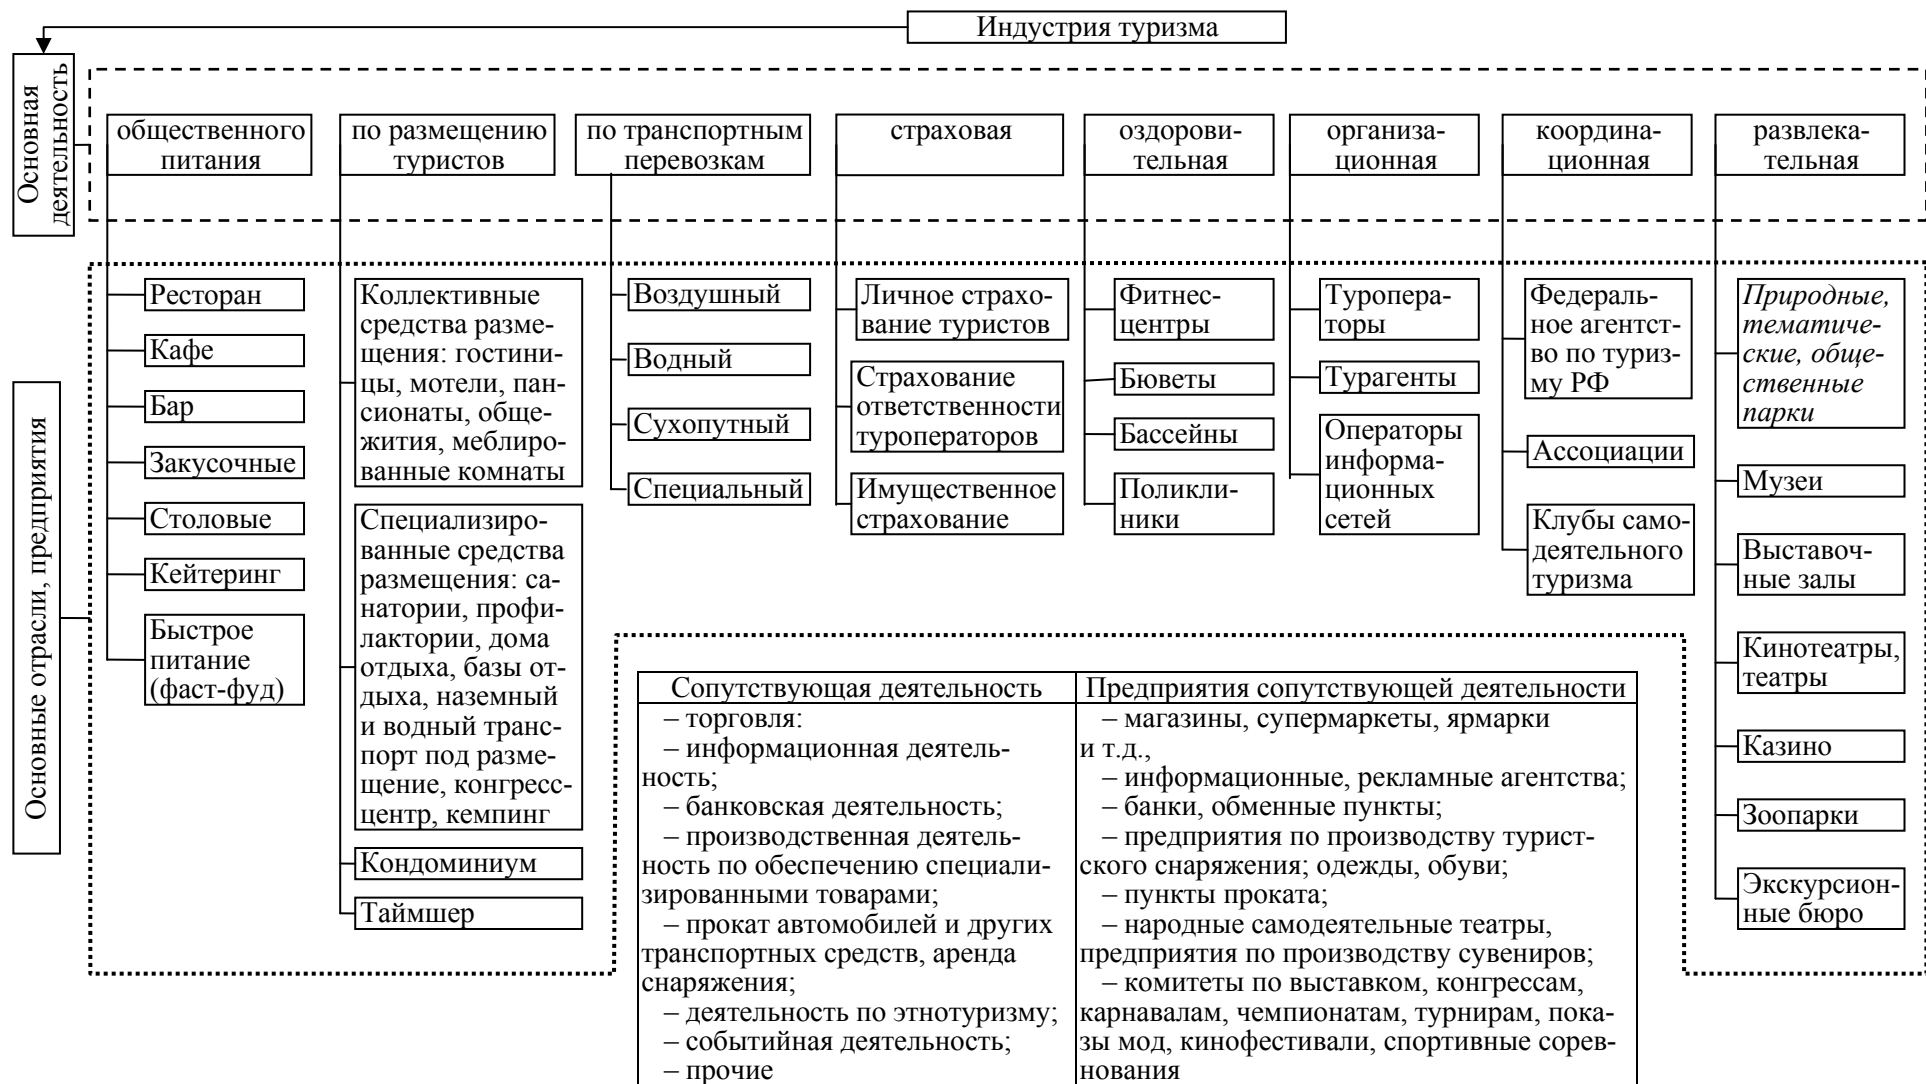 Индустрия туризма
Основная
деятельность
общественного
питания
по размещению
туристов
по транспортным
перевозкам
страховая
оздорови-
тельная
организа-
ционная
координа-
ционная
развлека-
тельная
Основные отрасли, предприятия
Ресторан
Кафе
Бар
Закусочные
Столовые
Кейтеринг
Быстрое
питание
(фаст-фуд)
Коллективные
средства разме-
щения: гостини-
цы, мотели, пан-
сионаты, обще-
жития, меблиро-
ванные комнаты
Специализиро-
ванные средства
размещения: са-
натории, профи-
лактории, дома
отдыха, базы от-
дыха, наземный
и водный транс-
порт под разме-
щение, конгресс-
центр, кемпинг
Кондоминиум
Таймшер
Воздушный
Водный
Сухопутный
Специальный
Личное страхо-
вание туристов
Страхование
ответственности
туроператоров
Имущественное
страхование
Фитнес-
центры
Бюветы
Бассейны
Поликли-
ники
Туропера-
торы
Турагенты
Операторы
информа-
ционных
сетей
Федераль-
ное агентст-
во по туриз-
му РФ
Ассоциации
Клубы само-
деятельного
туризма
Природные,
тематиче-
ские, обще-
ственные
парки
Музеи
Выставоч-
ные залы
Кинотеатры,
театры
Казино
Зоопарки
Экскурсион-
ные бюро
Сопутствующая деятельность
– торговля:
– информационная деятель-
ность;
– банковская деятельность;
– производственная деятель-
ность по обеспечению специали-
зированными товарами;
– прокат автомобилей и других
транспортных средств, аренда
снаряжения;
– деятельность по этнотуризму;
– событийная деятельность;
– прочие
Предприятия сопутствующей деятельности
– магазины, супермаркеты, ярмарки
и т.д.,
– информационные, рекламные агентства;
– банки, обменные пункты;
– предприятия по производству турист-
ского снаряжения; одежды, обуви;
– пункты проката;
– народные самодеятельные театры,
предприятия по производству сувениров;
– комитеты по выставком, конгрессам,
карнавалам, чемпионатам, турнирам, пока-
зы мод, кинофестивали, спортивные сорев-
нования